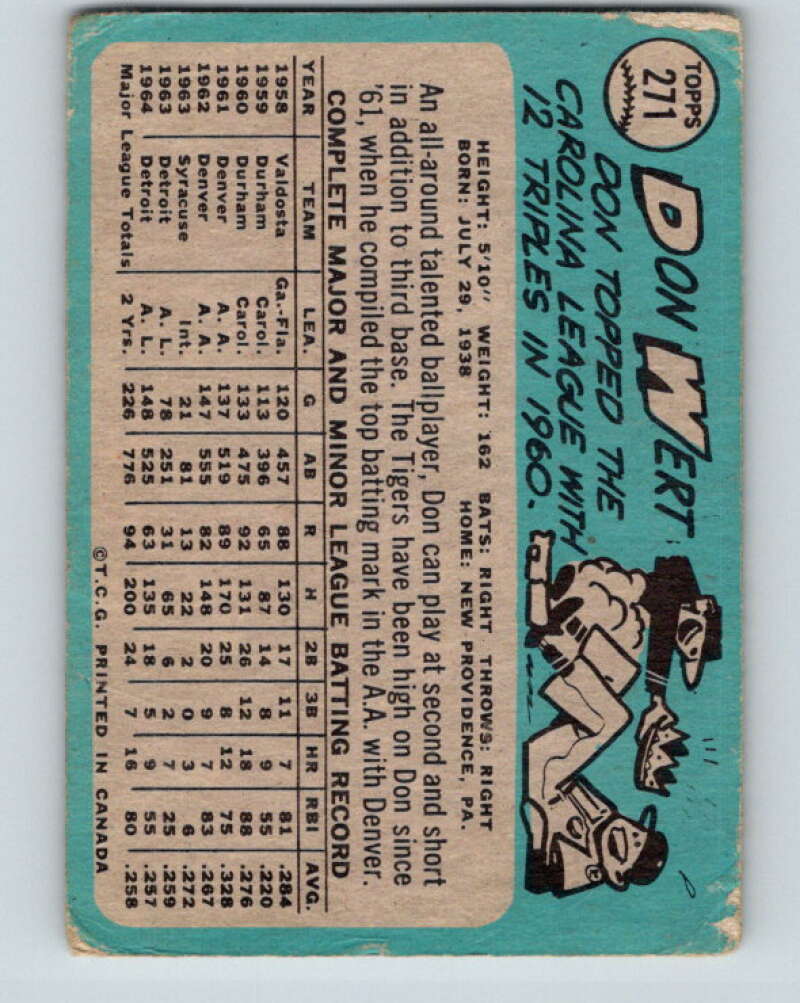 TOPPS
271
DON WERT
DON TOPPED THE
CAROLINA LEAGUE WITH
12 TRIPLES IN 1960.
HEIGHT: 5'10" WEIGHT: 162 BATS: RIGHT THROWS: RIGHT
BORN: JULY 29, 1938 HOME: NEW PROVIDENCE, PA.
An all-around talented ballplayer, Don can play at second and short
in addition to third base. The Tigers have been high on Don since
'61, when he compiled the top batting mark in the A.A. with Denver.
COMPLETE MAJOR AND MINOR LEAGUE BATTING RECORD
YEAR TEAM LEA. G AB R H 2B 3B HR RBI AVG.
1958 Valdosta Ga.-Fla. 120 457 88 130 17 11 7 81 .284
1959 Durham Carol. 113 396 65 87 14 8 9 55 .220
1960 Durham Carol. 133 475 92 131 26 12 18 88 .276
1961 Denver A. A. 137 519 89 170 25 8 12 75 .328
1962 Denver A. A. 147 555 82 148 20 9 7 83 .267
1963 Syracuse Int. 21 81 13 22 2 0 3 6 .272
1963 Detroit A. L. 78 251 31 65 6 2 7 25 .259
1964 Detroit A. L. 148 525 63 135 18 5 9 55 .257
Major League Totals 2 Yrs. 226 776 94 200 24 7 16 80 .258
©T.C.G. PRINTED IN CANADA